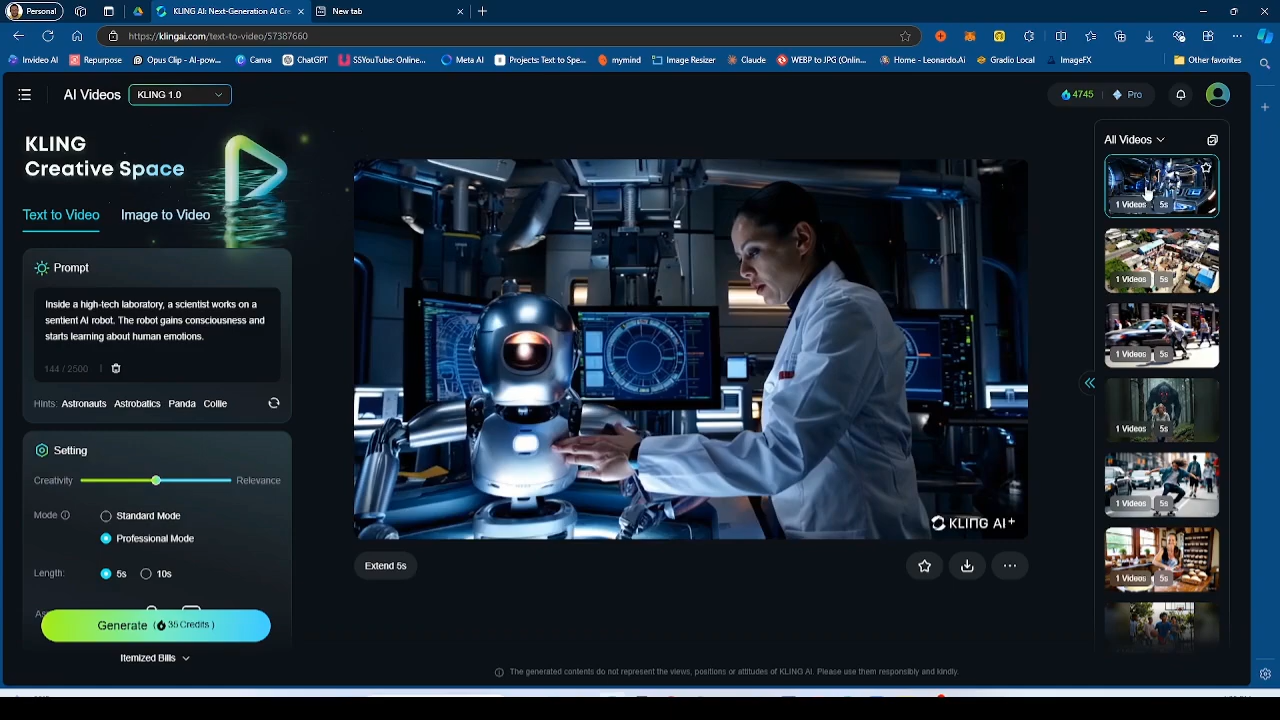 Personal
KLING AI: Next-Gen AI Cr
New tab
https://klingai.com/text-to-video/57387660
Invideo AI
Repurpose
Opus Clip - AI-pow...
Canva
ChatGPT
SSYouTube: Onlin...
Meta AI
Projects: Text to Spe...
mymind
Image Resizer
Claude
WEBP to JPG (Onlin...
Home - Leonardo.Ai
Gradio Local
ImageFX
Other favorites
AI Videos
KLING 1.0
4745
Pro
KLING
Creative Space
Text to Video
Image to Video
Prompt
Inside a high-tech laboratory, a scientist works on a
sentent AI robot. The robot gains consciousness and
starts learning about human emotions.
144 / 2500
Hints: Astronauts Astrobatics Panda Collie
Setting
Creativity
Relevance
Mode
Standard Mode
Professional Mode
Length:
5s
10s
Generate ( 35 Credits )
Itemized Bills
KLING AI+
Extend 5s
The generated contents do not represent the views, positions or attitudes of KLING AI. Please use them responsibly and kindly.
All Videos
1 Videos 5s
1 Videos 5s
1 Videos 5s
1 Videos 5s
1 Videos 5s
1 Videos 5s